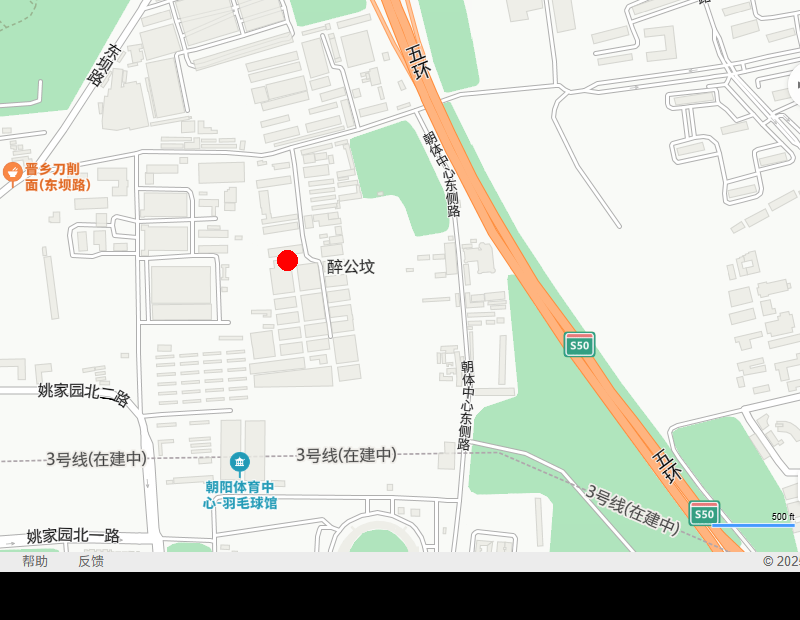 五环
东坝路
晋乡刀削
面(东坝路)
朝体中心东侧路
醉公坟
S50
朝体中心东侧路
姚家园北二路
3号线(在建中)
3号线(在建中)
五环
朝阳体育中
心-羽毛球馆
3号线(在建中)
S50
500 ft
姚家园北一路
帮助
反馈